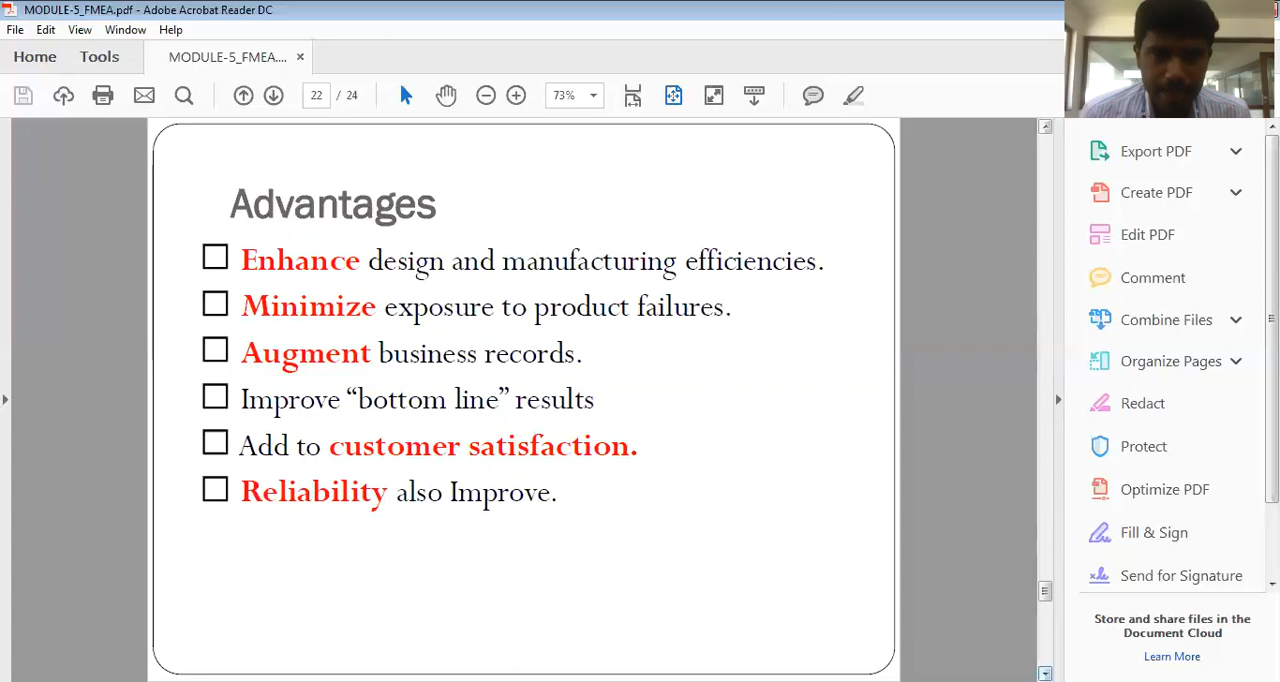 MODULE-5_FMEA.pdf - Adobe Acrobat Reader DC
File Edit View Window Help
Home Tools MODULE-5_FMEA.... ×
22 / 24 73%
Advantages
Enhance design and manufacturing efficiencies.
Minimize exposure to product failures.
Augment business records.
Improve “bottom line” results
Add to customer satisfaction.
Reliability also Improve.
Export PDF
Create PDF
Edit PDF
Comment
Combine Files
Organize Pages
Redact
Protect
Optimize PDF
Fill & Sign
Send for Signature
Store and share files in the
Document Cloud
Learn More